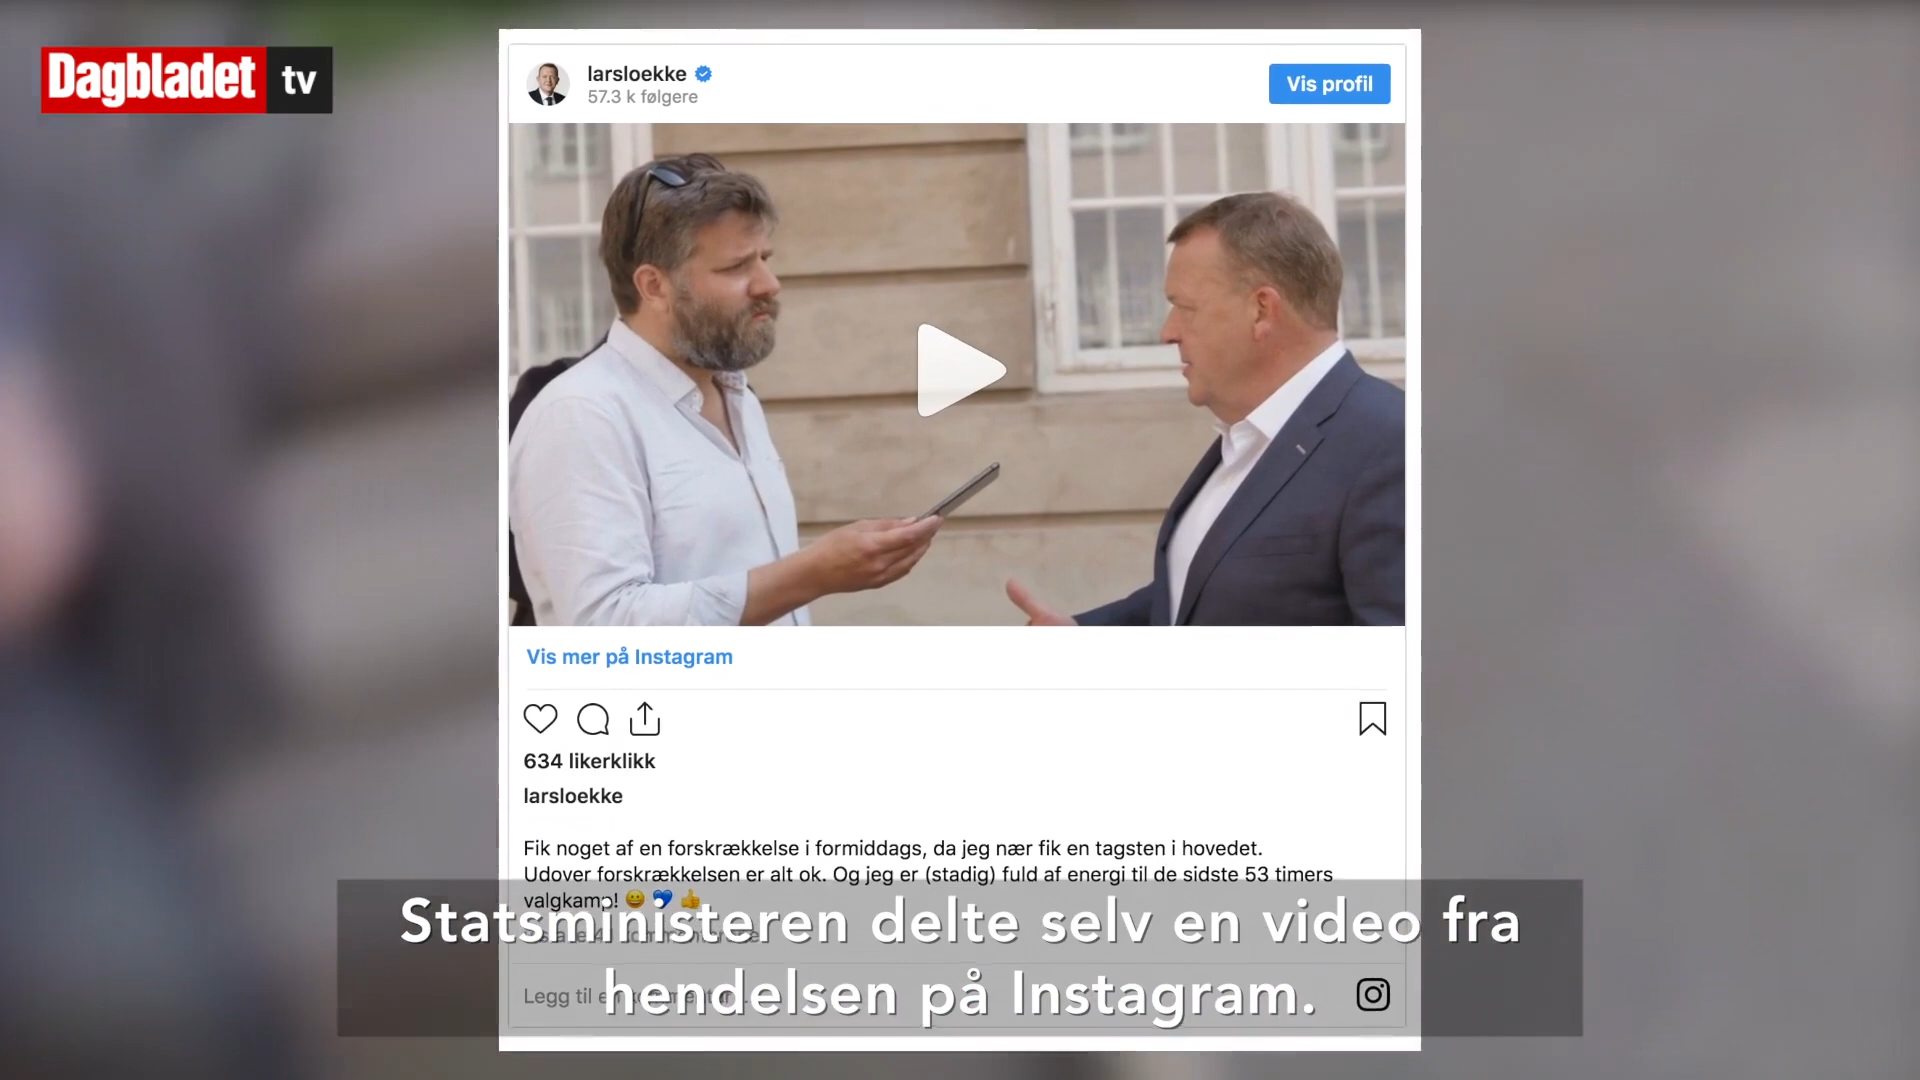 Dagbladet tv
larsloekke
57.3 k følgere
Vis profil
Vis mer på Instagram
634 likerklikk
larsloekke
Fik noget af en forskrækkelse i formiddags, da jeg nær fik en tagsten i hovedet.
Udover forskrækkelsen er alt ok. Og jeg er (stadig) fuld af energi til de sidste 53 timers
valgkamp! 😀 💙 👍
Statsministeren delte selv en video fra
hendelsen på Instagram.
Legg til en